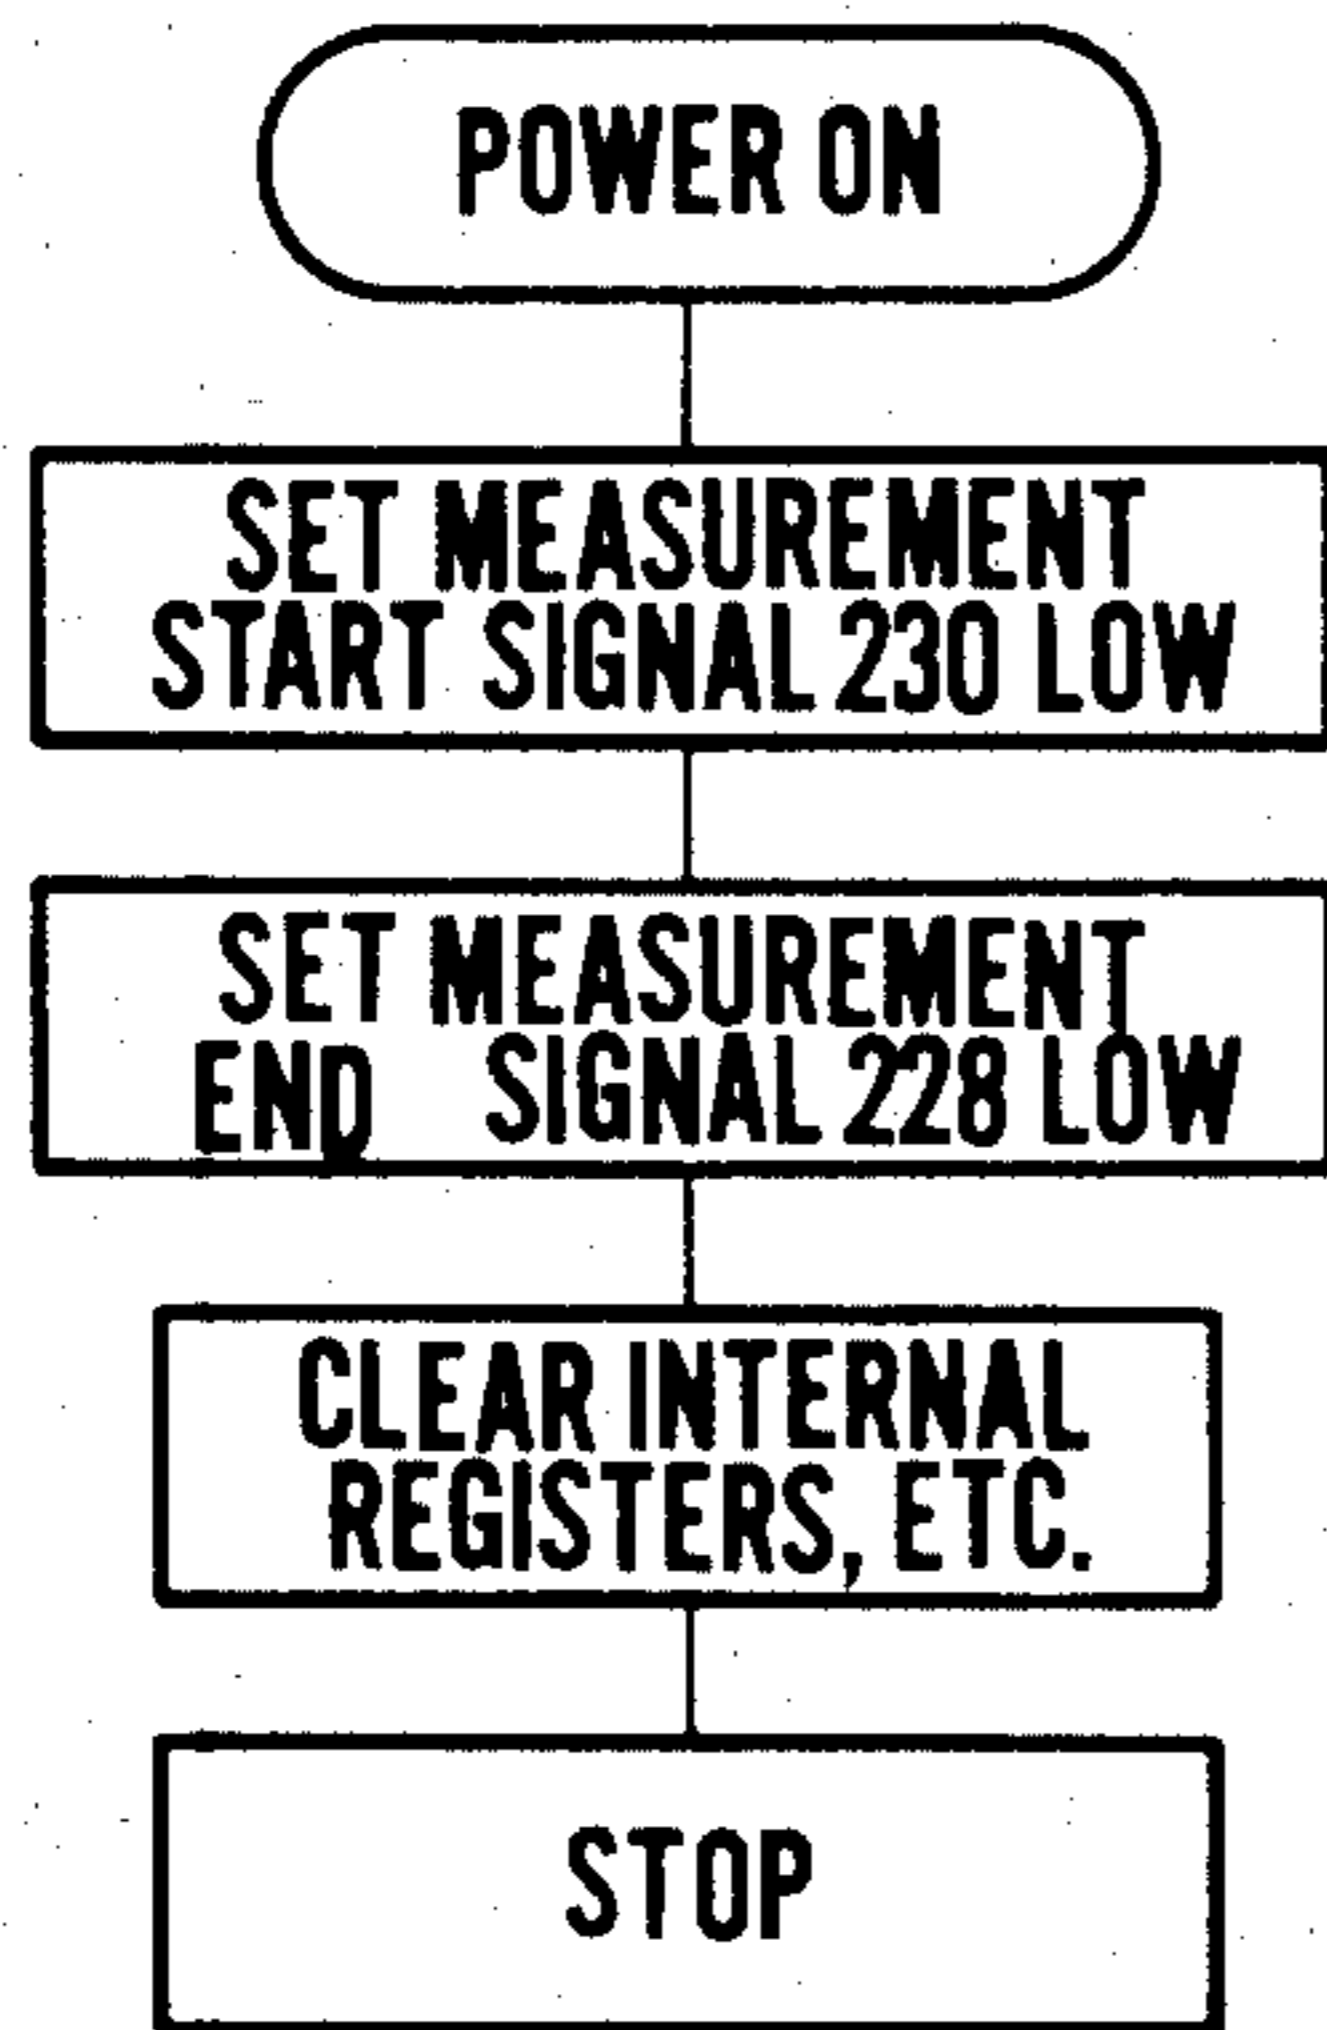 POWER ON
SET MEASUREMENT
START SIGNAL 230 LOW
SET MEASUREMENT
END SIGNAL 228 LOW
CLEAR INTERNAL
REGISTERS, ETC.
STOP